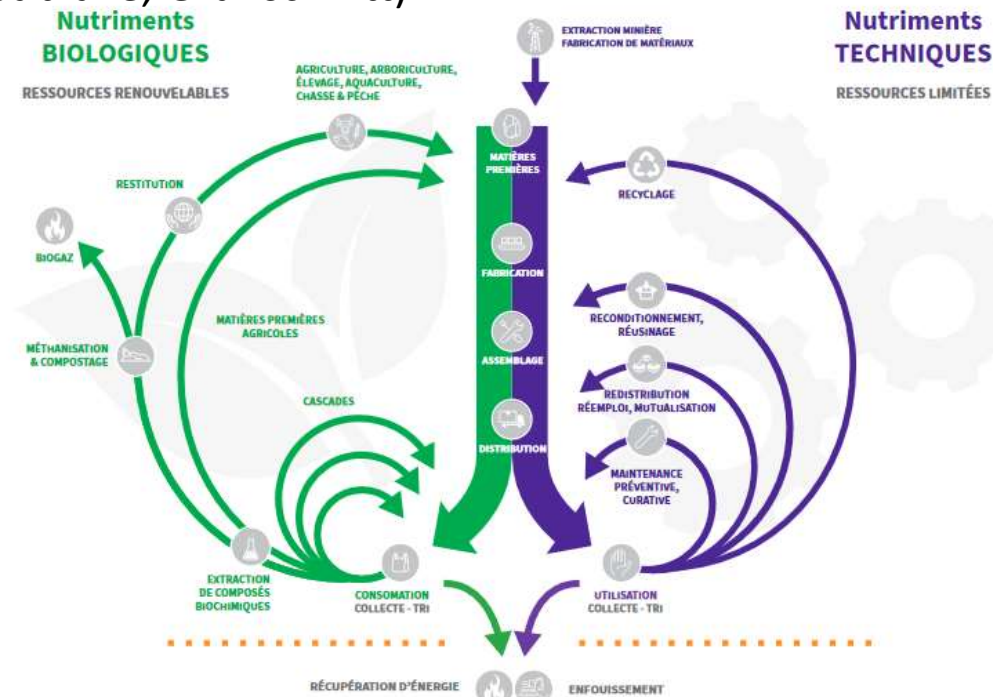 Nutriments
BIOLOGIQUES
RESSOURCES RENOUVELABLES
EXTRACTION MINIÈRE
FABRICATION DE MATÉRIAUX
Nutriments
TECHNIQUES
RESSOURCES LIMITÉES
AGRICULTURE, ARBORICULTURE,
ÉLEVAGE, AQUACULTURE,
CHASSE & PÊCHE
MATIÈRES
PREMIÈRES
RESTITUTION
RECYCLAGE
BIOGAZ
FABRICATION
MATIÈRES PREMIÈRES
AGRICOLES
RECONDITIONNEMENT,
RÉUSINAGE
MÉTHANISATION
& COMPOSTAGE
ASSEMBLAGE
CASCADES
REDISTRIBUTION
RÉEMPLOI, MUTUALISATION
DISTRIBUTION
MAINTENANCE
PRÉVENTIVE,
CURATIVE
EXTRACTION
DE COMPOSÉS
BIOCHIMIQUES
CONSOMATION
COLLECTE - TRI
UTILISATION
COLLECTE - TRI
RÉCUPÉRATION D'ÉNERGIE
ENFOUISSEMENT